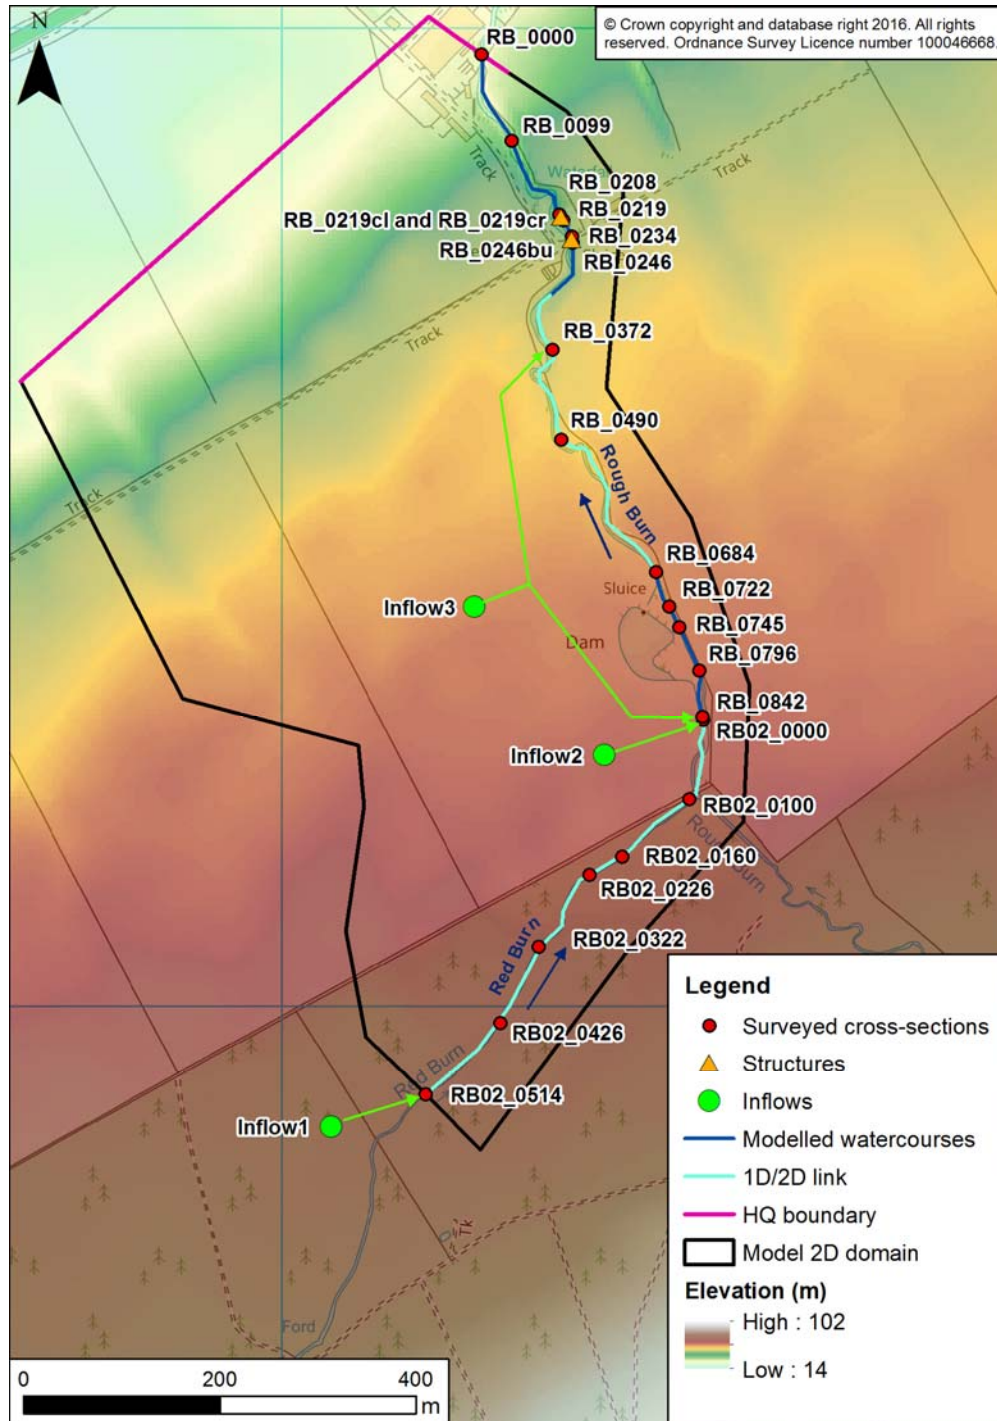 N
© Crown copyright and database right 2016. All rights
reserved. Ordnance Survey Licence number 100046668.
RB_0000
RB_0099
Track
Track
RB_0208
RB_0219cl and RB_0219cr
RB_0219
RB_0234
RB_0246bu
RB_0246
Track
RB_0372
Track
RB_0490
Rough Burn
RB_0684
Sluice
RB_0722
Inflow3
RB_0745
Dam
RB_0796
RB_0842
RB02_0000
Inflow2
RB02_0100
Rough Burn
RB02_0160
RB02_0226
RB02_0322
Red Burn
RB02_0426
Red Burn
RB02_0514
Inflow1
Tk
Ford
Legend
Surveyed cross-sections
Structures
Inflows
Modelled watercourses
1D/2D link
HQ boundary
Model 2D domain
Elevation (m)
High : 102
Low : 14
0 200 400
m